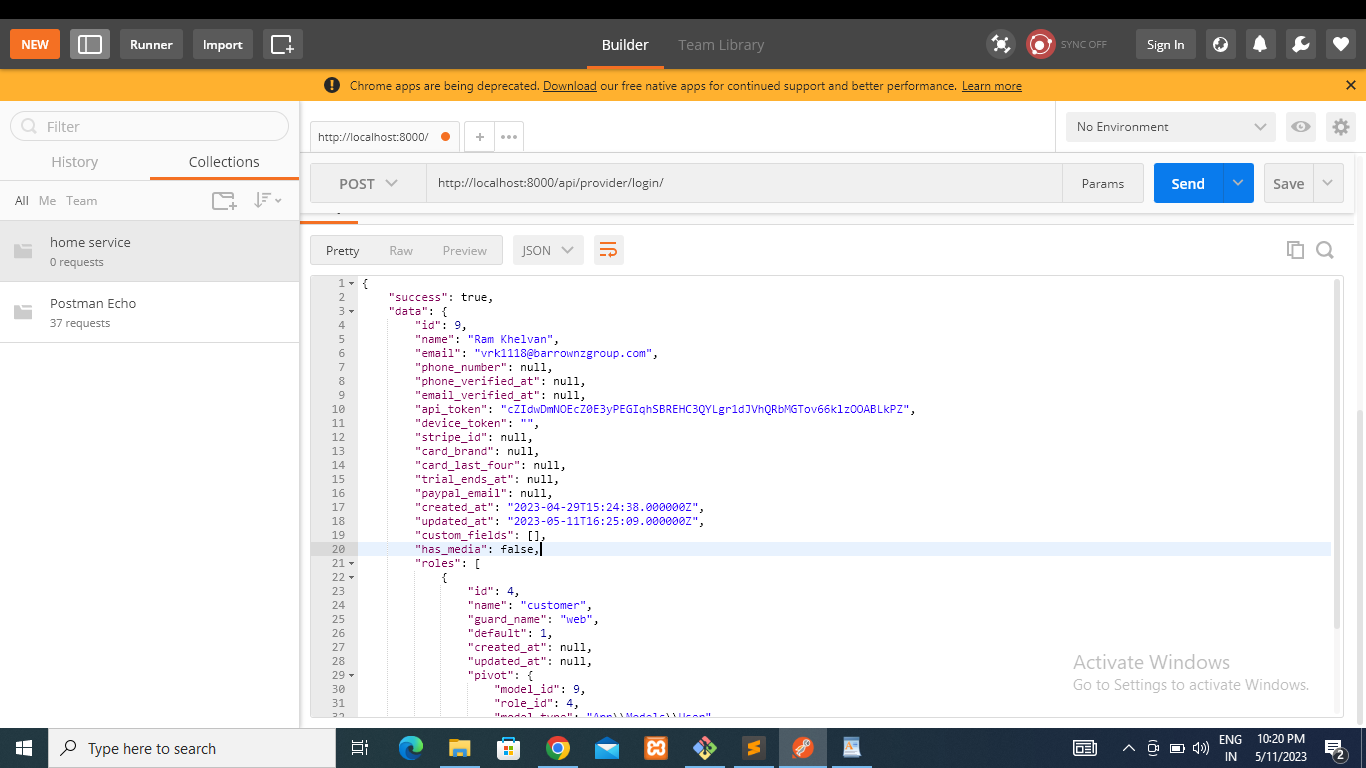 NEW
Runner
Import
Builder
Team Library
SYNC OFF
Sign In
Chrome apps are being deprecated. Download our free native apps for continued support and better performance. Learn more
Filter
History
Collections
All Me Team
home service
0 requests
Postman Echo
37 requests
http://localhost:8000/
No Environment
POST
http://localhost:8000/api/provider/login/
Params
Send
Save
Pretty
Raw
Preview
JSON
1 {
2 "success": true,
3 "data": {
4 "id": 9,
5 "name": "Ram Khelvan",
6 "email": "vrk1118@barrownzgroup.com",
7 "phone_number": null,
8 "phone_verified_at": null,
9 "email_verified_at": null,
10 "api_token": "cZIdwDmNOEcZ0E3yPEGIqhSBREHC3QYLgr1dJVhQRbMGTov66klzOOABLkPZ",
11 "device_token": "",
12 "stripe_id": null,
13 "card_brand": null,
14 "card_last_four": null,
15 "trial_ends_at": null,
16 "paypal_email": null,
17 "created_at": "2023-04-29T15:24:38.000000Z",
18 "updated_at": "2023-05-11T16:25:09.000000Z",
19 "custom_fields": [],
20 "has_media": false,
21 "roles": [
22 {
23 "id": 4,
24 "name": "customer",
25 "guard_name": "web",
26 "default": 1,
27 "created_at": null,
28 "updated_at": null,
29 "pivot": {
30 "model_id": 9,
31 "role_id": 4,
32 "model_type": "App\\Models\\User"
Activate Windows
Go to Settings to activate Windows.
Type here to search
ENG
IN
10:20 PM
5/11/2023
2